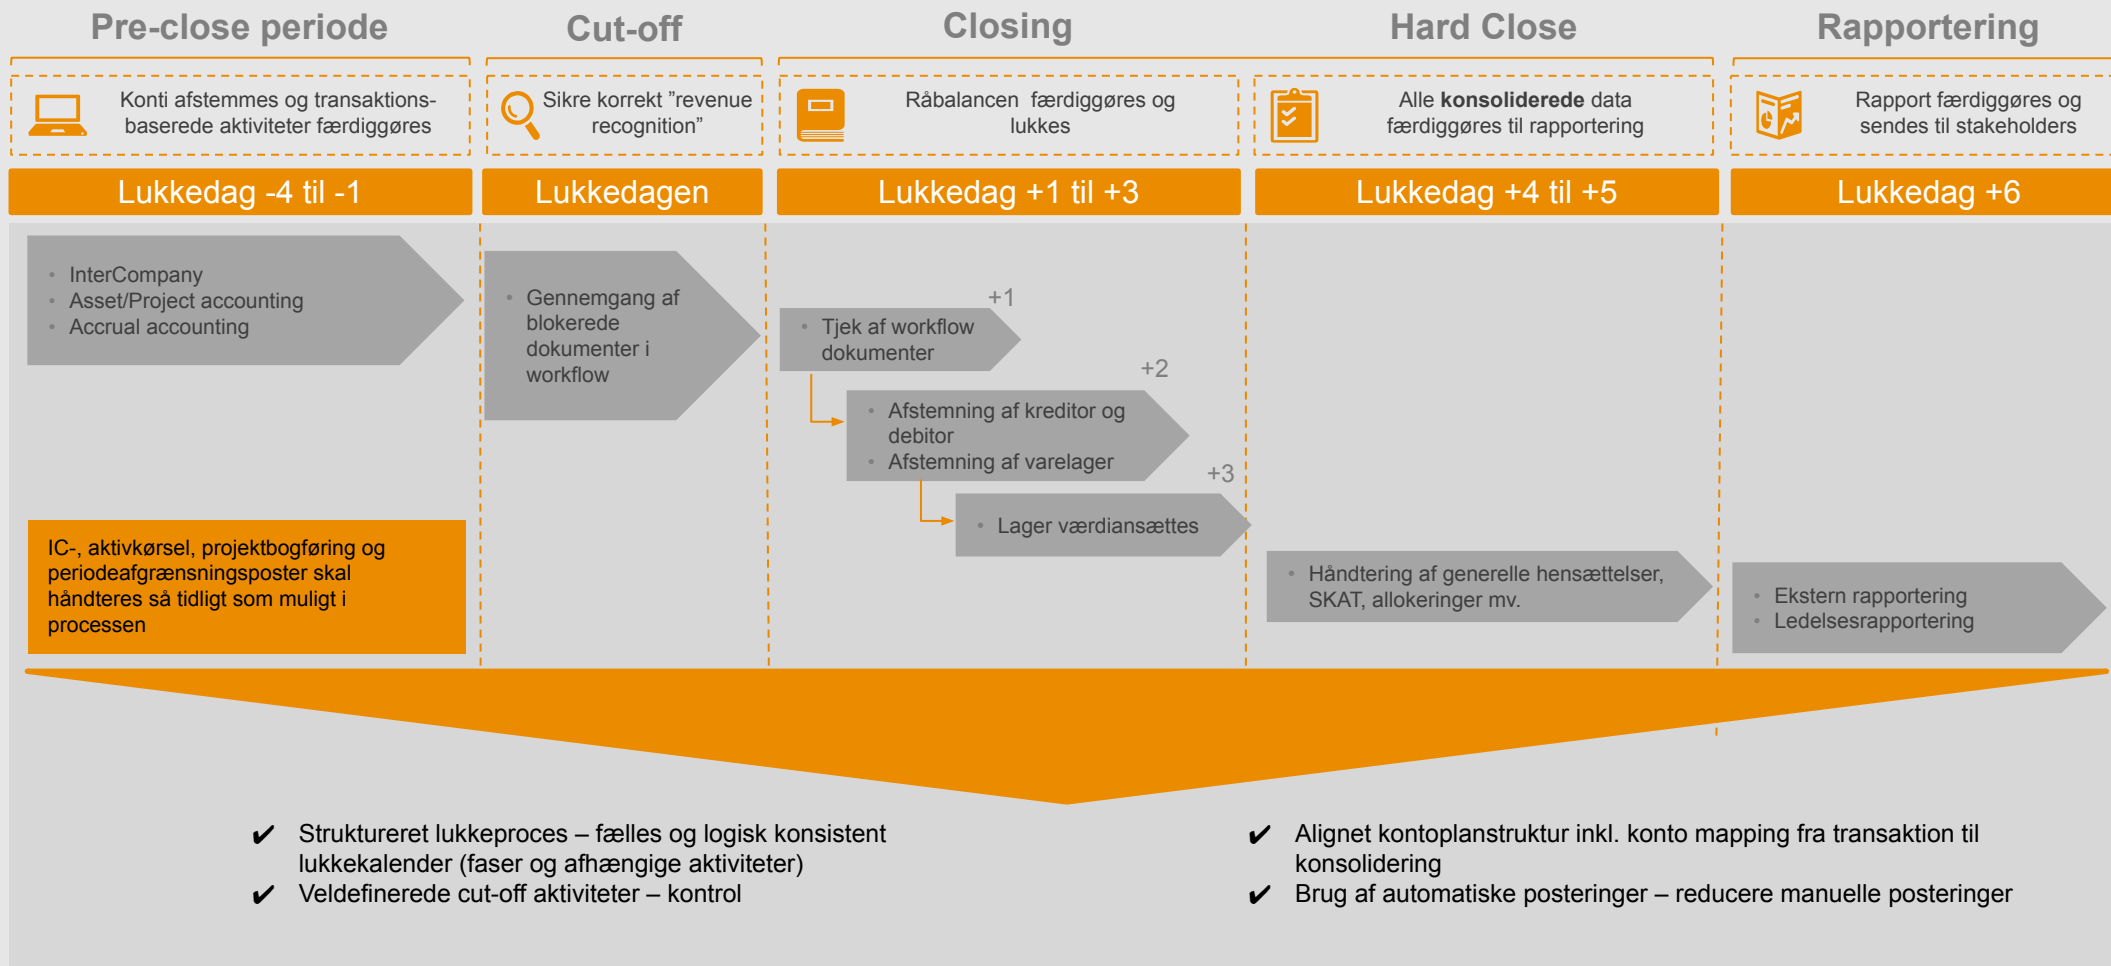 Pre-close periode
Cut-off
Closing
Hard Close
Rapportering
Konti afstemmes og transaktions-
baserede aktiviteter færdiggøres
Sikre korrekt ”revenue
recognition”
Råbalancen  færdiggøres og
lukkes
Alle konsoliderede data
færdiggøres til rapportering
Rapport færdiggøres og
sendes til stakeholders
Lukkedag -4 til -1
Lukkedagen
Lukkedag +1 til +3
Lukkedag +4 til +5
Lukkedag +6
• InterCompany
• Asset/Project accounting
• Accrual accounting
• Gennemgang af
blokerede
dokumenter i
workflow
+1
• Tjek af workflow
dokumenter
+2
• Afstemning af kreditor og
debitor
• Afstemning af varelager
+3
• Lager værdiansættes
IC-, aktivkørsel, projektbogføring og
periodeafgrænsningsposter skal
håndteres så tidligt som muligt i
processen
• Håndtering af generelle hensættelser,
SKAT, allokeringer mv.
• Ekstern rapportering
• Ledelsesrapportering
✔ Struktureret lukkeproces – fælles og logisk konsistent
lukkekalender (faser og afhængige aktiviteter)
✔ Veldefinerede cut-off aktiviteter – kontrol
✔ Alignet kontoplanstruktur inkl. konto mapping fra transaktion til
konsolidering
✔ Brug af automatiske posteringer – reducere manuelle posteringer